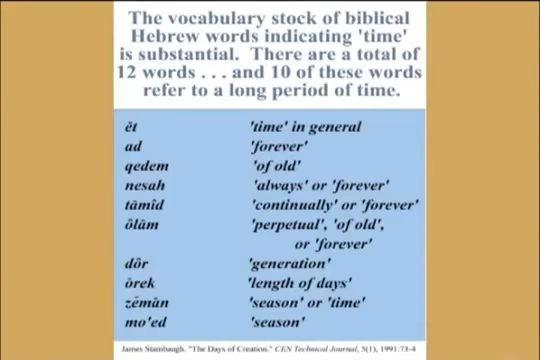 The vocabulary stock of biblical
Hebrew words indicating 'time'
is substantial. There are a total of
12 words . . . and 10 of these words
refer to a long period of time.
ēt 'time' in general
ad 'forever'
qedem 'of old'
nesah 'always' or 'forever'
tāmîd 'continually' or 'forever'
ôlām 'perpetual', 'of old',
or 'forever'
dôr 'generation'
ōrek 'length of days'
zēmān 'season' or 'time'
mo'ed 'season'
James Stambaugh. "The Days of Creation." CEN Technical Journal, 5(1), 1991:73-4